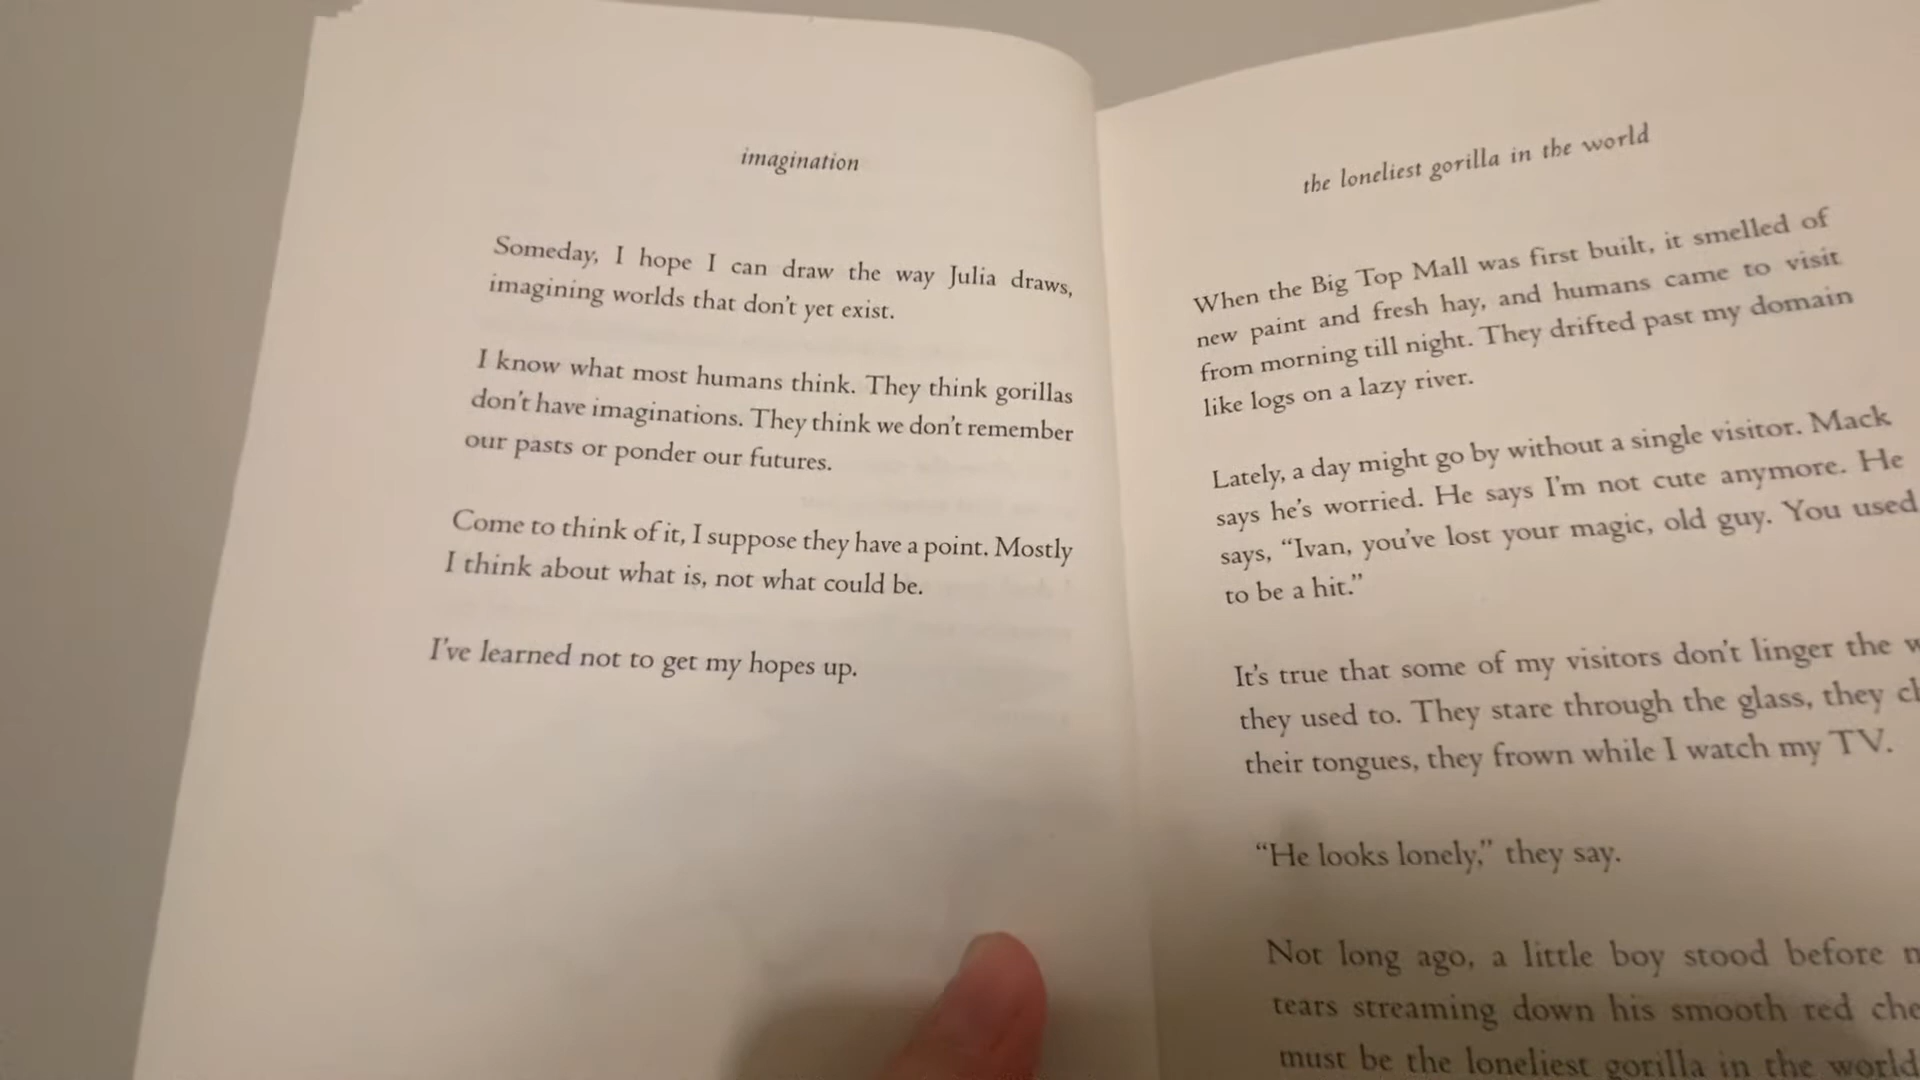 imagination
Someday, I hope I can draw the way Julia draws,
imagining worlds that don't yet exist.
I know what most humans think. They think gorillas
don't have imaginations. They think we don't remember
our pasts or ponder our futures.
Come to think of it, I suppose they have a point. Mostly
I think about what is, not what could be.
I've learned not to get my hopes up.
the loneliest gorilla in the world
When the Big Top Mall was first built, it smelled of
new paint and fresh hay, and humans came to visit
from morning till night. They drifted past my domain
like logs on a lazy river.
Lately, a day might go by without a single visitor. Mack
says he's worried. He says I'm not cute anymore. He
says, “Ivan, you've lost your magic, old guy. You used
to be a hit.”
It's true that some of my visitors don't linger the
they used to. They stare through the glass, they
their tongues, they frown while I watch my TV.
“He looks lonely,” they say.
Not long ago, a little boy stood before
tears streaming down his smooth red
must be the loneliest gorilla in the world